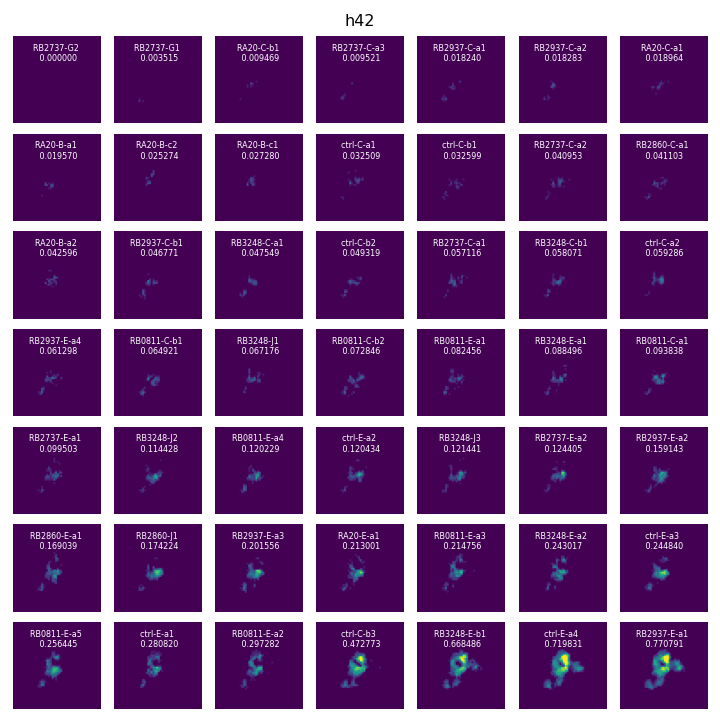 h42
RB2737-G2
0.000000
RB2737-G1
0.003515
RA20-C-b1
0.009469
RB2737-C-a3
0.009521
RB2937-C-a1
0.018240
RB2937-C-a2
0.018283
RA20-C-a1
0.018964
RA20-B-a1
0.019570
RA20-B-c2
0.025274
RA20-B-c1
0.027280
ctrl-C-a1
0.032509
ctrl-C-b1
0.032599
RB2737-C-a2
0.040953
RB2860-C-a1
0.041103
RA20-B-a2
0.042596
RB2937-C-b1
0.046771
RB3248-C-a1
0.047549
ctrl-C-b2
0.049319
RB2737-C-a1
0.057116
RB3248-C-b1
0.058071
ctrl-C-a2
0.059286
RB2937-E-a4
0.061298
RB0811-C-b1
0.064921
RB3248-J1
0.067176
RB0811-C-b2
0.072846
RB0811-E-a1
0.082456
RB3248-E-a1
0.088496
RB0811-C-a1
0.093838
RB2737-E-a1
0.099503
RB3248-J2
0.114428
RB0811-E-a4
0.120229
ctrl-E-a2
0.120434
RB3248-J3
0.121441
RB2737-E-a2
0.124405
RB2937-E-a2
0.159143
RB2860-E-a1
0.169039
RB2860-J1
0.174224
RB2937-E-a3
0.201556
RA20-E-a1
0.213001
RB0811-E-a3
0.214756
RB3248-E-a2
0.243017
ctrl-E-a3
0.244840
RB0811-E-a5
0.256445
ctrl-E-a1
0.280820
RB0811-E-a2
0.297282
ctrl-C-b3
0.472773
RB3248-E-b1
0.668486
ctrl-E-a4
0.719831
RB2937-E-a1
0.770791